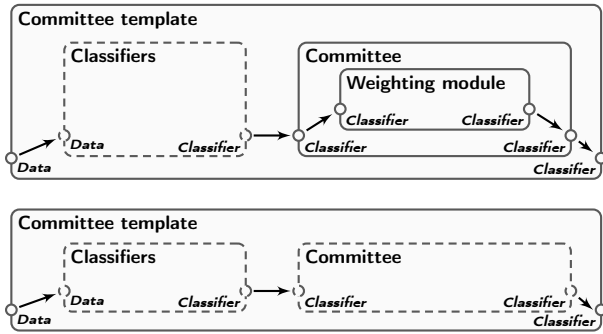 Committee template
Classifiers
Committee
Weighting module
Classifier
Classifier
Data
Classifier
Classifier
Classifier
Data
Classifier
Committee template
Classifiers
Committee
Data
Classifier
Classifier
Classifier
Data
Classifier